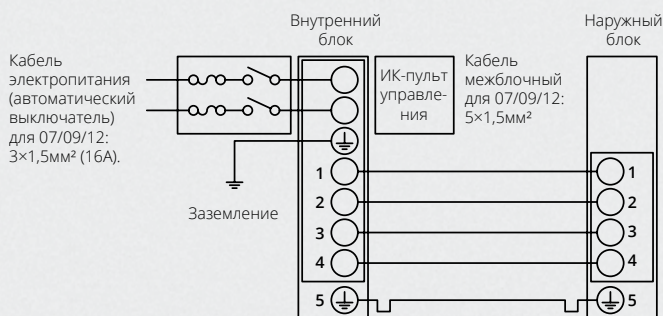 Внутренний
блок
Наружный
блок
Кабель
электропитания
(автоматический
выключатель)
для 07/09/12:
3×1,5мм² (16А).
ИК-пульт
управле-
ния
Кабель
межблочный
для 07/09/12:
5×1,5мм²
Заземление
1
2
3
4
5
1
2
3
4
5